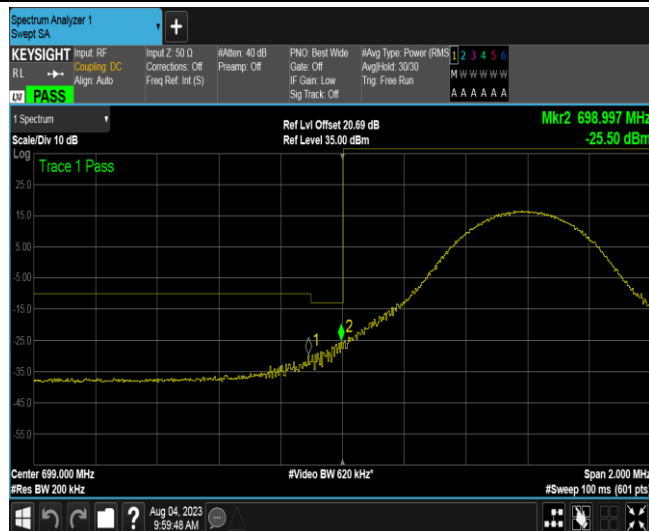 Spectrum Analyzer 1
Swept SA
+
KEYSIGHT
RL
PASS
Input: RF
Coupling: DC
Align: Auto
Input Z: 50 Ω
Corrections: Off
Freq Ref: Int (S)
#Atten: 40 dB
Preamp: Off
PNO: Best Wide
Gate: Off
IF Gain: Low
Sig Track: Off
#Avg Type: Power (RMS
Avg|Hold: 30/30
Trig: Free Run
1 2 3 4 5 6
M W W W W W
A A A A A A
1 Spectrum
Scale/Div 10 dB
Ref Lvl Offset 20.69 dB
Ref Level 35.00 dBm
Mkr2 698.997 MHz
-25.50 dBm
Log
Trace 1 Pass
25.0
15.0
5.00
-5.00
-15.0
-25.0
-35.0
-45.0
-55.0
1
2
Center 699.000 MHz
#Res BW 200 kHz
#Video BW 620 kHz*
Span 2.000 MHz
#Sweep 100 ms (601 pts)
?
Aug 04, 2023
9:59:48 AM